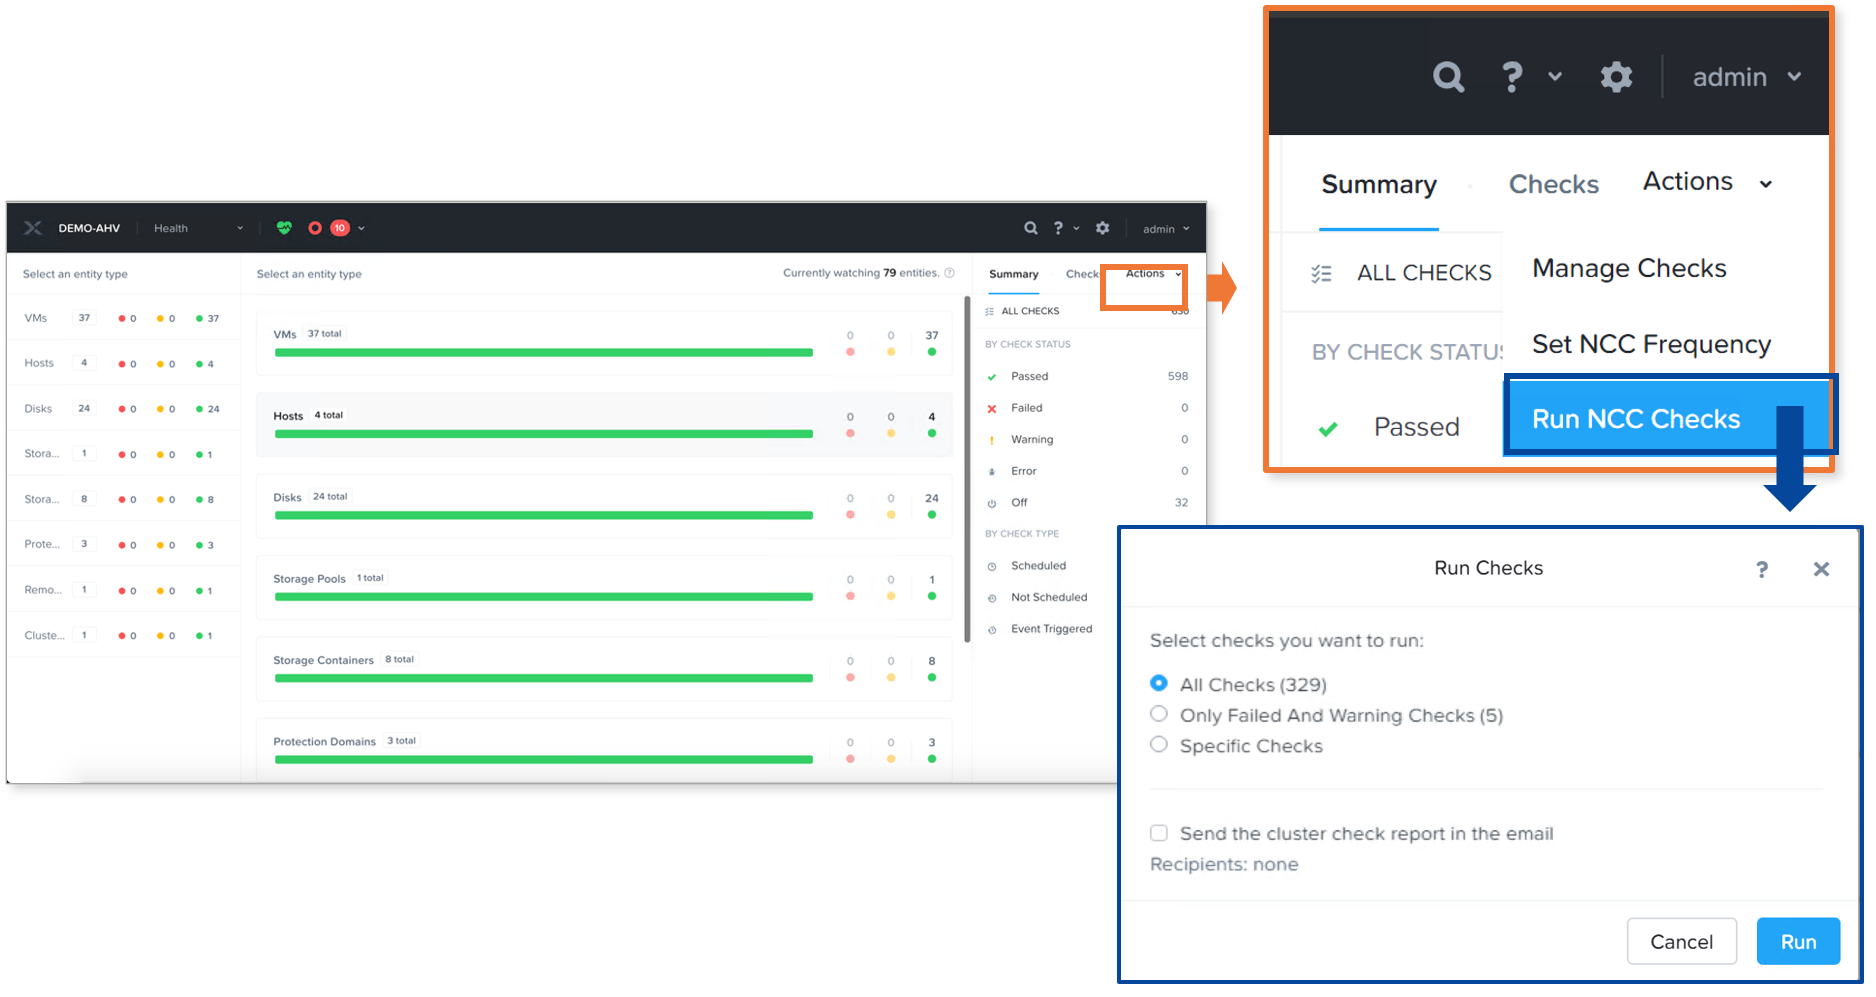 DEMO-AHV Health 10 ? admin
Select an entity type
VMs 37 0 0 37
Hosts 4 0 0 4
Disks 24 0 0 24
Stora... 1 0 0 1
Stora... 8 0 0 8
Prote... 3 0 0 3
Remo... 1 0 0 1
Cluste... 1 0 0 1
Select an entity type Currently watching 79 entities. ?
VMs 37 total 0 0 37
Hosts 4 total 0 0 4
Disks 24 total 0 0 24
Storage Pools 1 total 0 0 1
Storage Containers 8 total 0 0 8
Protection Domains 3 total 0 0 3
Summary Check Actions
ALL CHECKS 630
BY CHECK STATUS
Passed 598
Failed 0
Warning 0
Error 0
Off 32
BY CHECK TYPE
Scheduled
Not Scheduled
Event Triggered
? admin
Summary Checks Actions
ALL CHECKS
BY CHECK STATUS
Passed
Manage Checks
Set NCC Frequency
Run NCC Checks
Run Checks ?
Select checks you want to run:
All Checks (329)
Only Failed And Warning Checks (5)
Specific Checks
Send the cluster check report in the email
Recipients: none
Cancel Run